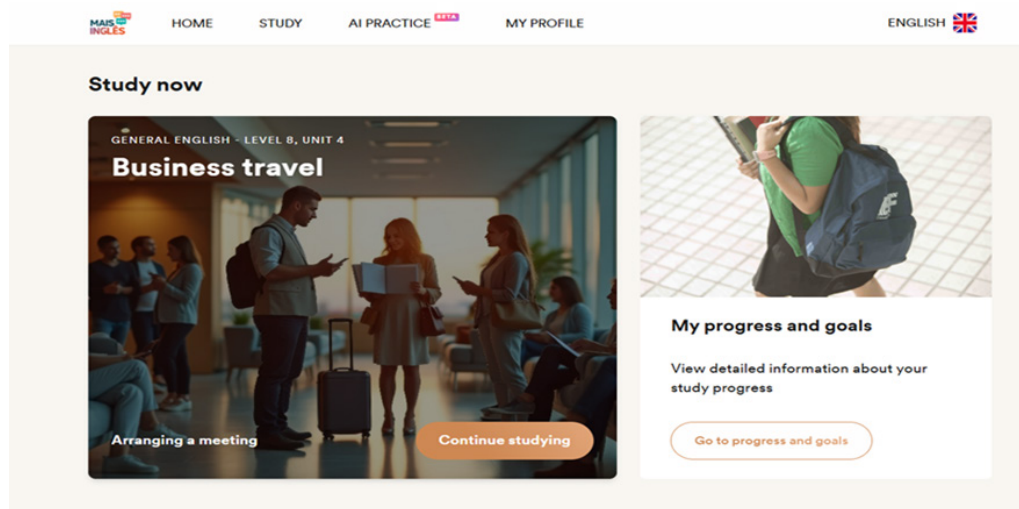 MAIS
INGLÊS
HOME
STUDY
AI PRACTICE BETA
MY PROFILE
ENGLISH
Study now
GENERAL ENGLISH - LEVEL 8, UNIT 4
Business travel
Arranging a meeting
Continue studying
My progress and goals
View detailed information about your
study progress
Go to progress and goals